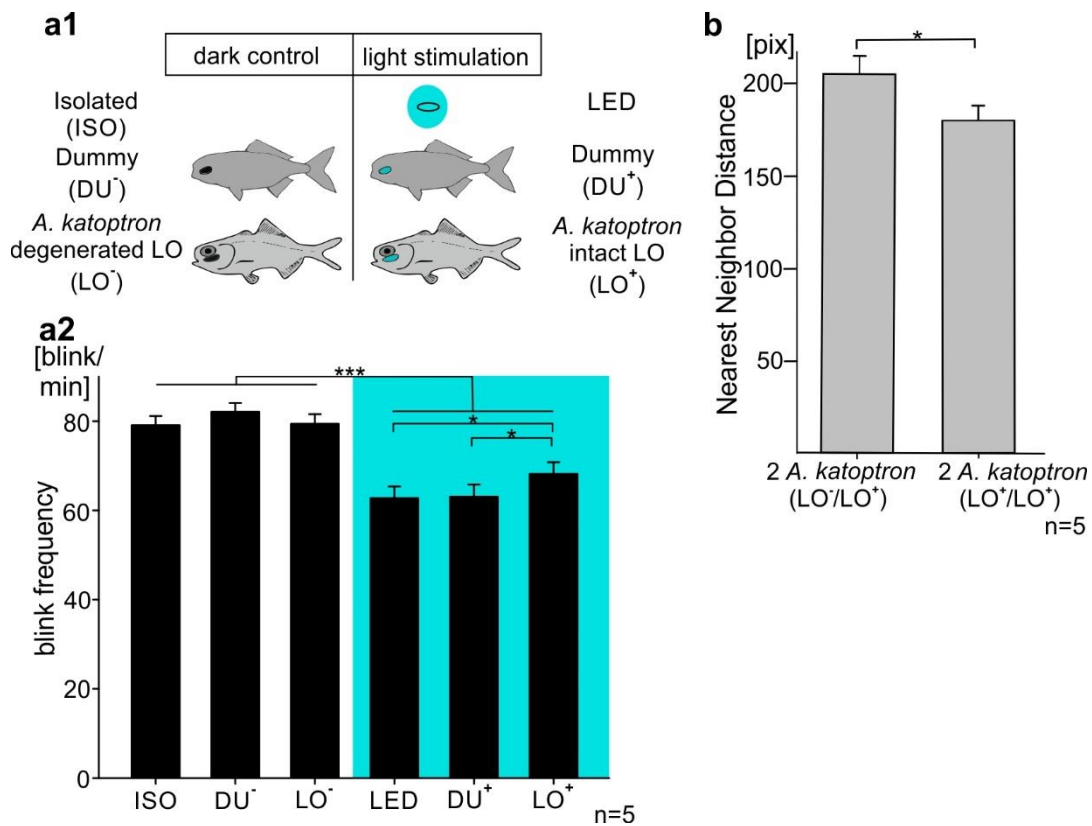 a1
dark control light stimulation
Isolated
(ISO)
LED
Dummy
(DU-)
Dummy
(DU+)
A. katoptron
degenerated LO
(LO-)
A. katoptron
intact LO
(LO+)
a2
[blink/
min]
blink frequency
80
60
40
20
0
***
*
*
ISO DU- LO- LED DU+ LO+
n=5
b
[pix]
Nearest Neighbor Distance
200
150
100
50
*
2 A. katoptron
(LO-/LO+)
2 A. katoptron
(LO+/LO+)
n=5